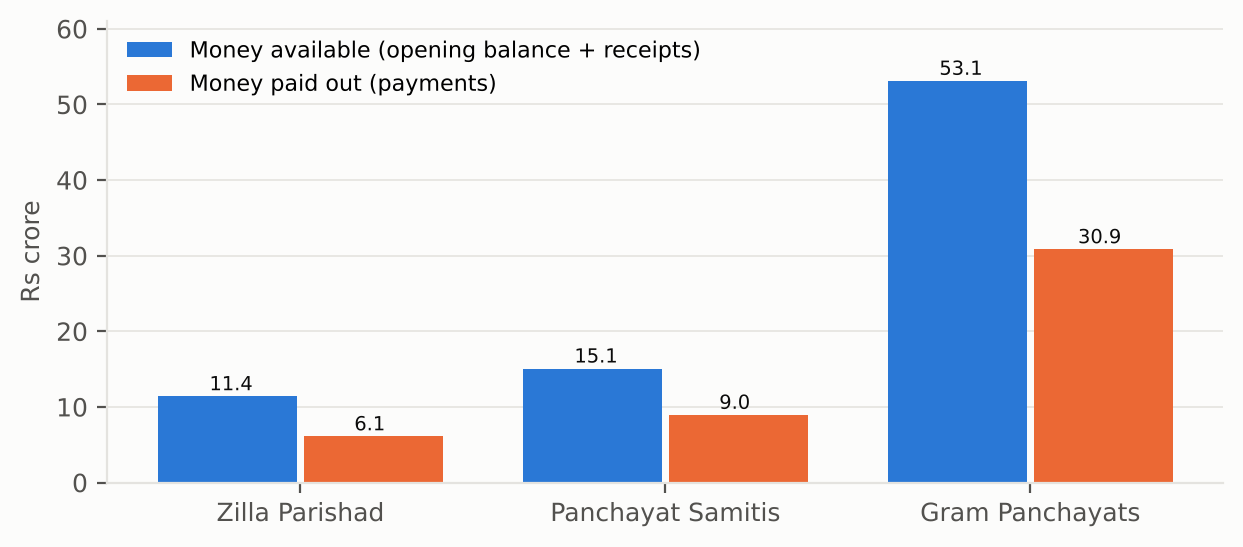 Money available (opening balance + receipts)
Money paid out (payments)
Rs crore
60
50
40
30
20
10
0
11.4
6.1
15.1
9.0
53.1
30.9
Zilla Parishad
Panchayat Samitis
Gram Panchayats